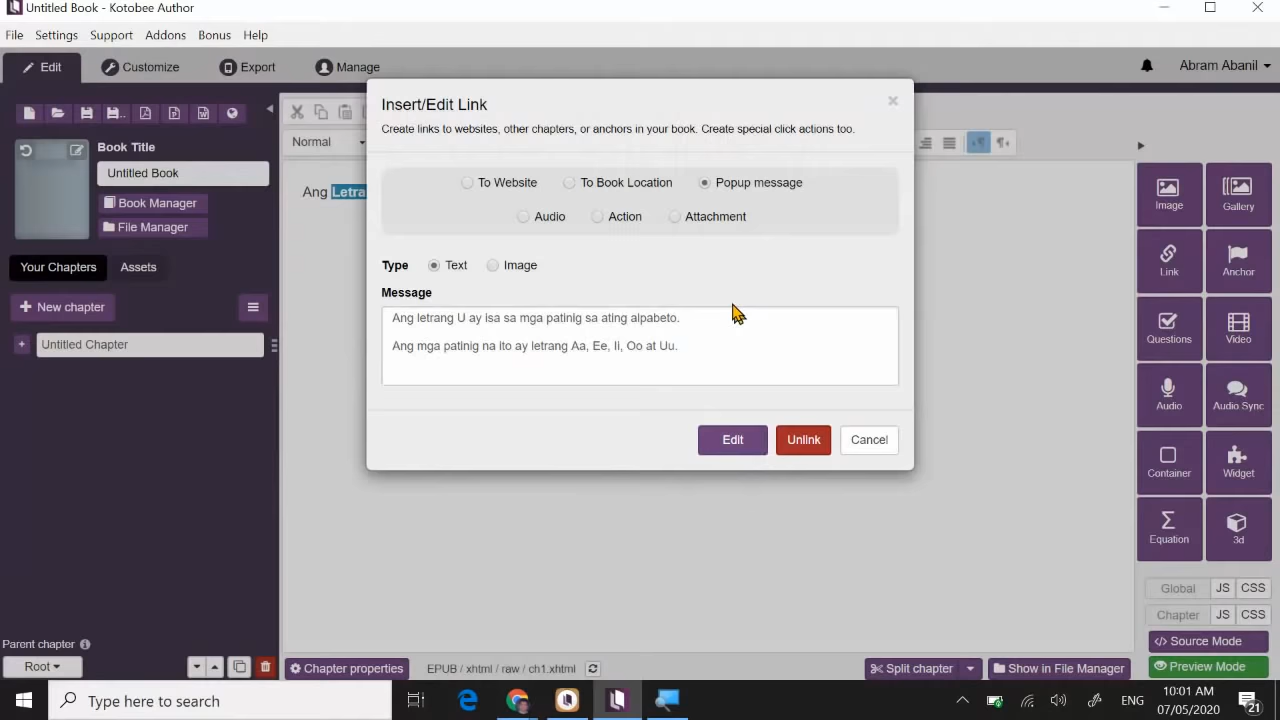 Untitled Book - Kotobee Author
File Settings Support Addons Bonus Help
Edit Customize Export Manage
Abram Abanil
Book Title
Untitled Book
Book Manager
File Manager
Your Chapters Assets
New chapter
Untitled Chapter
Parent chapter
Root
Normal
Ang Letra
Insert/Edit Link
Create links to websites, other chapters, or anchors in your book. Create special click actions too.
To Website To Book Location Popup message
Audio Action Attachment
Type Text Image
Message
Ang letrang U ay isa sa mga patinig sa ating alpabeto.
Ang mga patinig na ito ay letrang Aa, Ee, Ii, Oo at Uu.
Edit Unlink Cancel
Image Gallery
Link Anchor
Questions Video
Audio Audio Sync
Container Widget
Equation 3d
Global JS CSS
Chapter JS CSS
Source Mode
Preview Mode
Chapter properties EPUB / xhtml / raw / ch1.xhtml Split chapter Show in File Manager
Type here to search
ENG
10:01 AM
07/05/2020
21